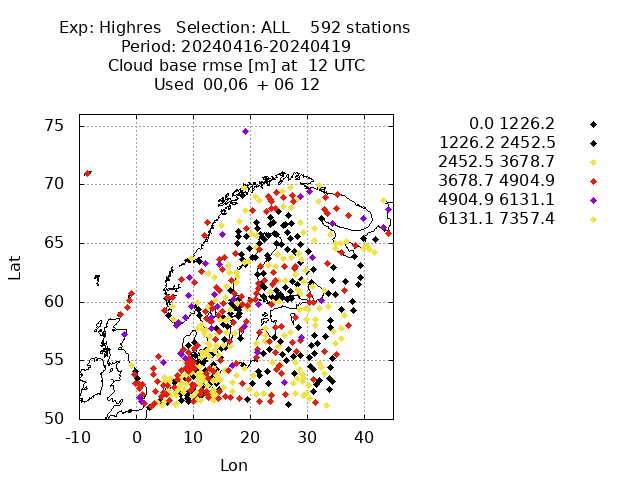 Exp: Highres   Selection: ALL    592 stations
Period: 20240416-20240419
Cloud base rmse [m] at  12 UTC
Used  00,06  + 06 12
0.0 1226.2
1226.2 2452.5
2452.5 3678.7
3678.7 4904.9
4904.9 6131.1
6131.1 7357.4
75
70
65
60
55
50
Lat
-10 0 10 20 30 40
Lon